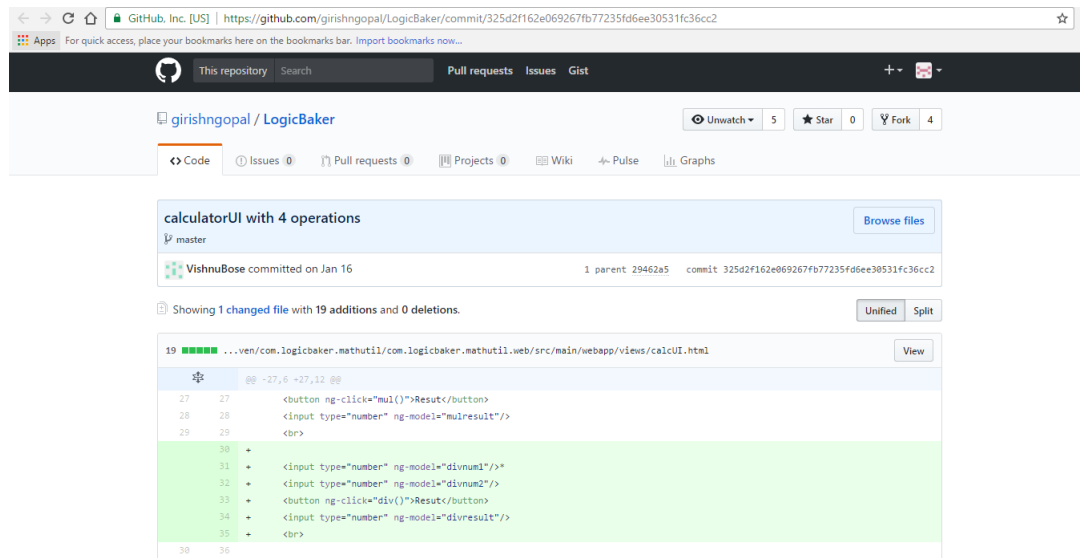 GitHub, Inc. [US] | https://github.com/girishngopal/LogicBaker/commit/325d2f162e069267fb77235fd6ee30531fc36cc2
Apps For quick access, place your bookmarks here on the bookmarks bar. Import bookmarks now...
This repository Search Pull requests Issues Gist
girishngopal / LogicBaker Unwatch 5 Star 0 Fork 4
Code Issues 0 Pull requests 0 Projects 0 Wiki Pulse Graphs
calculatorUI with 4 operations Browse files
master
VishnuBose committed on Jan 16 1 parent 29462a5 commit 325d2f162e069267fb77235fd6ee30531fc36cc2
Showing 1 changed file with 19 additions and 0 deletions. Unified Split
19 ...ven/com.logicbaker.mathutil/com.logicbaker.mathutil.web/src/main/webapp/views/calcUI.html View
@@ -27,6 +27,12 @@
27 27 <button ng-click="mul()">Resut</button>
28 28 <input type="number" ng-model="mulresult"/>
29 29 <br>
30 +
31 + <input type="number" ng-model="divnum1"/>*
32 + <input type="number" ng-model="divnum2"/>
33 + <button ng-click="div()">Resut</button>
34 + <input type="number" ng-model="divresult"/>
35 + <br>
30 36